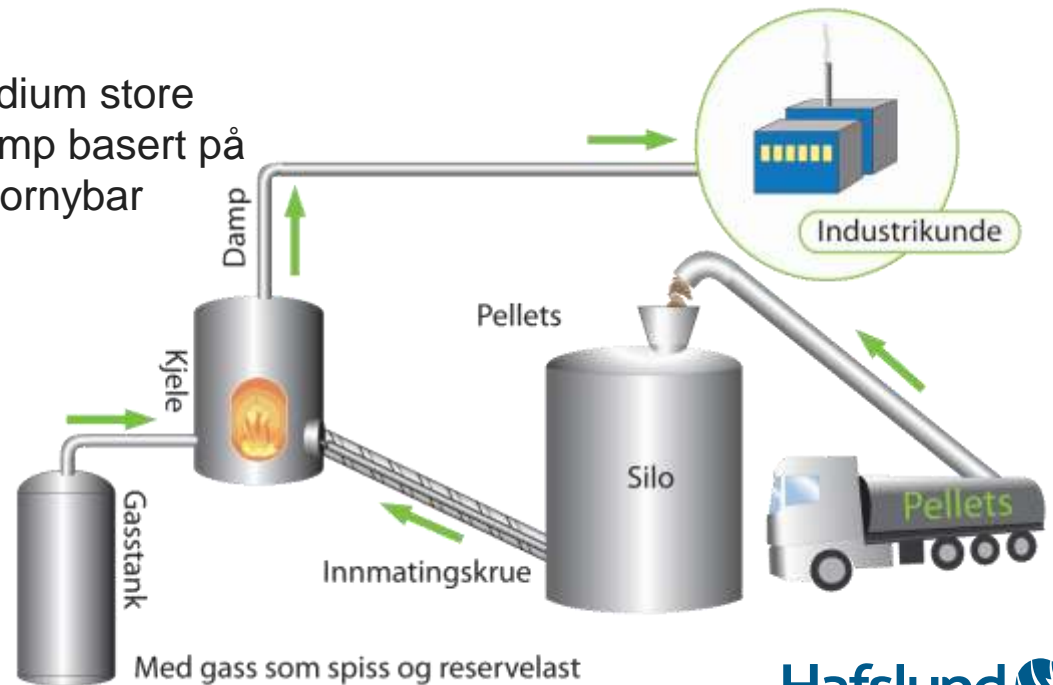 dium store
mp basert på
ornybar
Damp
Industrikunde
Pellets
Kjele
Silo
Pellets
Gasstank
Innmatingskrue
Med gass som spiss og reservelast
Hafslund